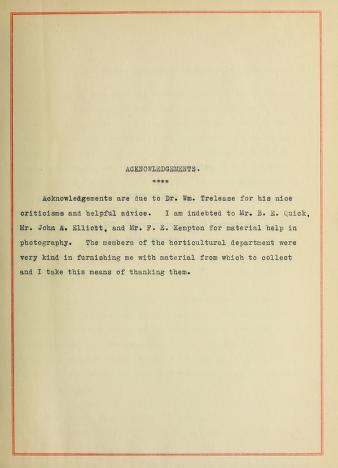 ACKNOWLEDGEMENTS.
****
Acknowledgements are due to Dr. Wm. Trelease for his nice
criticisms and helpful advice. I am indebted to Mr. B. E. Quick,
Mr. John A. Elliott, and Mr. F. E. Kempton for material help in
photography. The members of the horticultural department were
very kind in furnishing me with material from which to collect
and I take this means of thanking them.